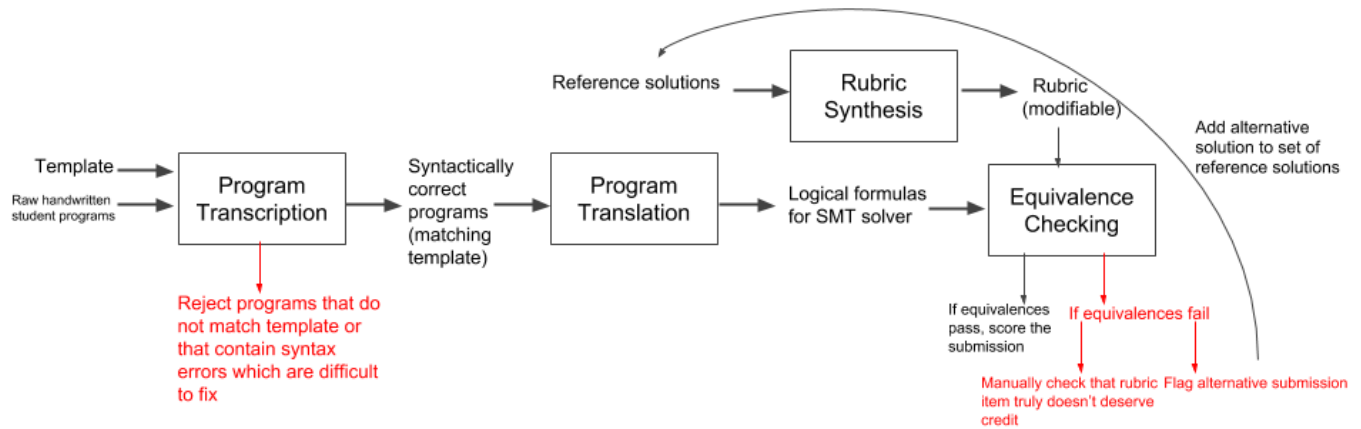 Reference solutions
Rubric
Synthesis
Rubric
(modifiable)
Add alternative
solution to set of
reference solutions
Template
Raw handwritten
student programs
Program
Transcription
Syntactically
correct
programs
(matching
template)
Program
Translation
Logical formulas
for SMT solver
Equivalence
Checking
Reject programs that do
not match template or
that contain syntax
errors which are difficult
to fix
If equivalences
pass, score the
submission
If equivalences fail
Manually check that rubric
item truly doesn't deserve
credit
Flag alternative submission